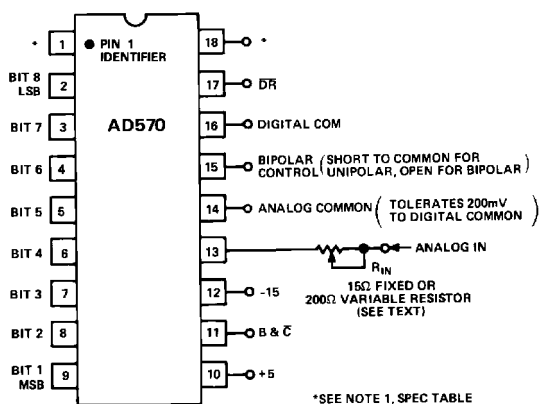 * 1 ● PIN 1 IDENTIFIER 18 *
BIT 8 LSB 2 17 D̅R̅
BIT 7 3 AD570 16 DIGITAL COM
BIT 6 4 15 BIPOLAR CONTROL (SHORT TO COMMON FOR UNIPOLAR, OPEN FOR BIPOLAR)
BIT 5 5 14 ANALOG COMMON (TOLERATES 200mV TO DIGITAL COMMON)
BIT 4 6 13 ANALOG IN
RIN
15Ω FIXED OR
200Ω VARIABLE RESISTOR
(SEE TEXT)
BIT 3 7 12 -15
BIT 2 8 11 B & C̅
BIT 1 MSB 9 10 +5
*SEE NOTE 1, SPEC TABLE